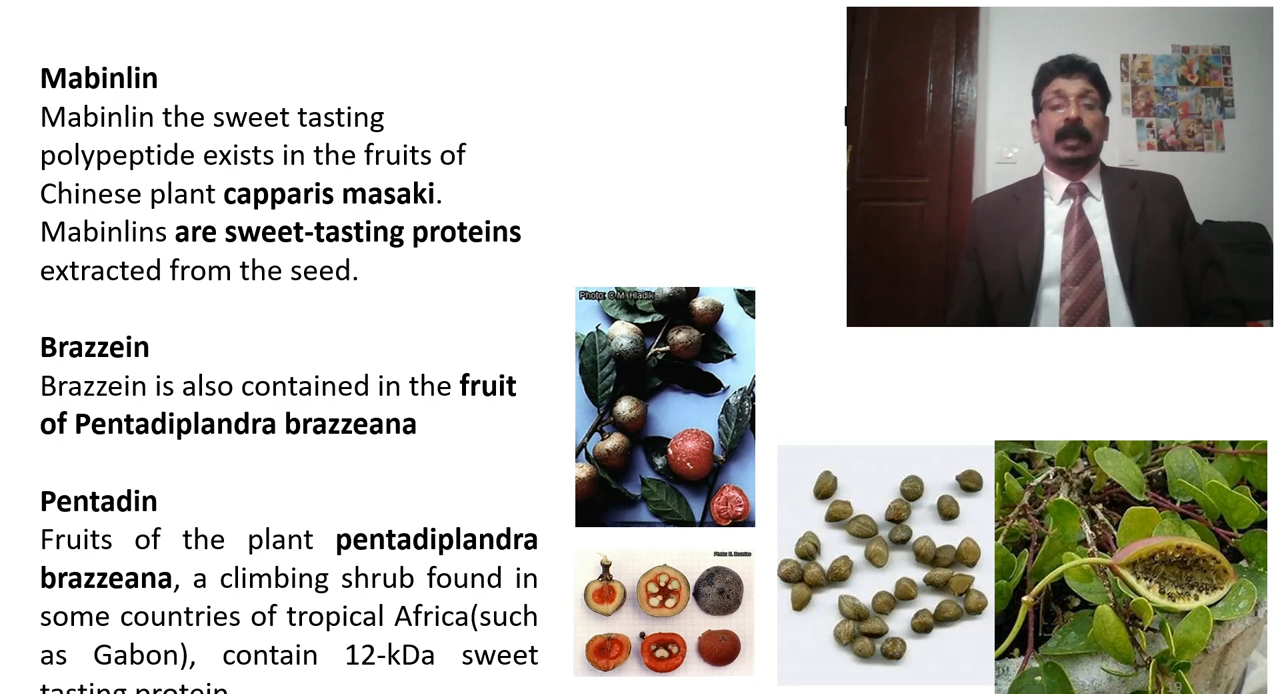 Mabinlin
Mabinlin the sweet tasting
polypeptide exists in the fruits of
Chinese plant capparis masaki.
Mabinlins are sweet-tasting proteins
extracted from the seed.
Brazzein
Brazzein is also contained in the fruit
of Pentadiplandra brazzeana
Pentadin
Fruits of the plant pentadiplandra
brazzeana, a climbing shrub found in
some countries of tropical Africa(such
as Gabon), contain 12-kDa sweet
tasting protein
Photo: C.M. Hladik